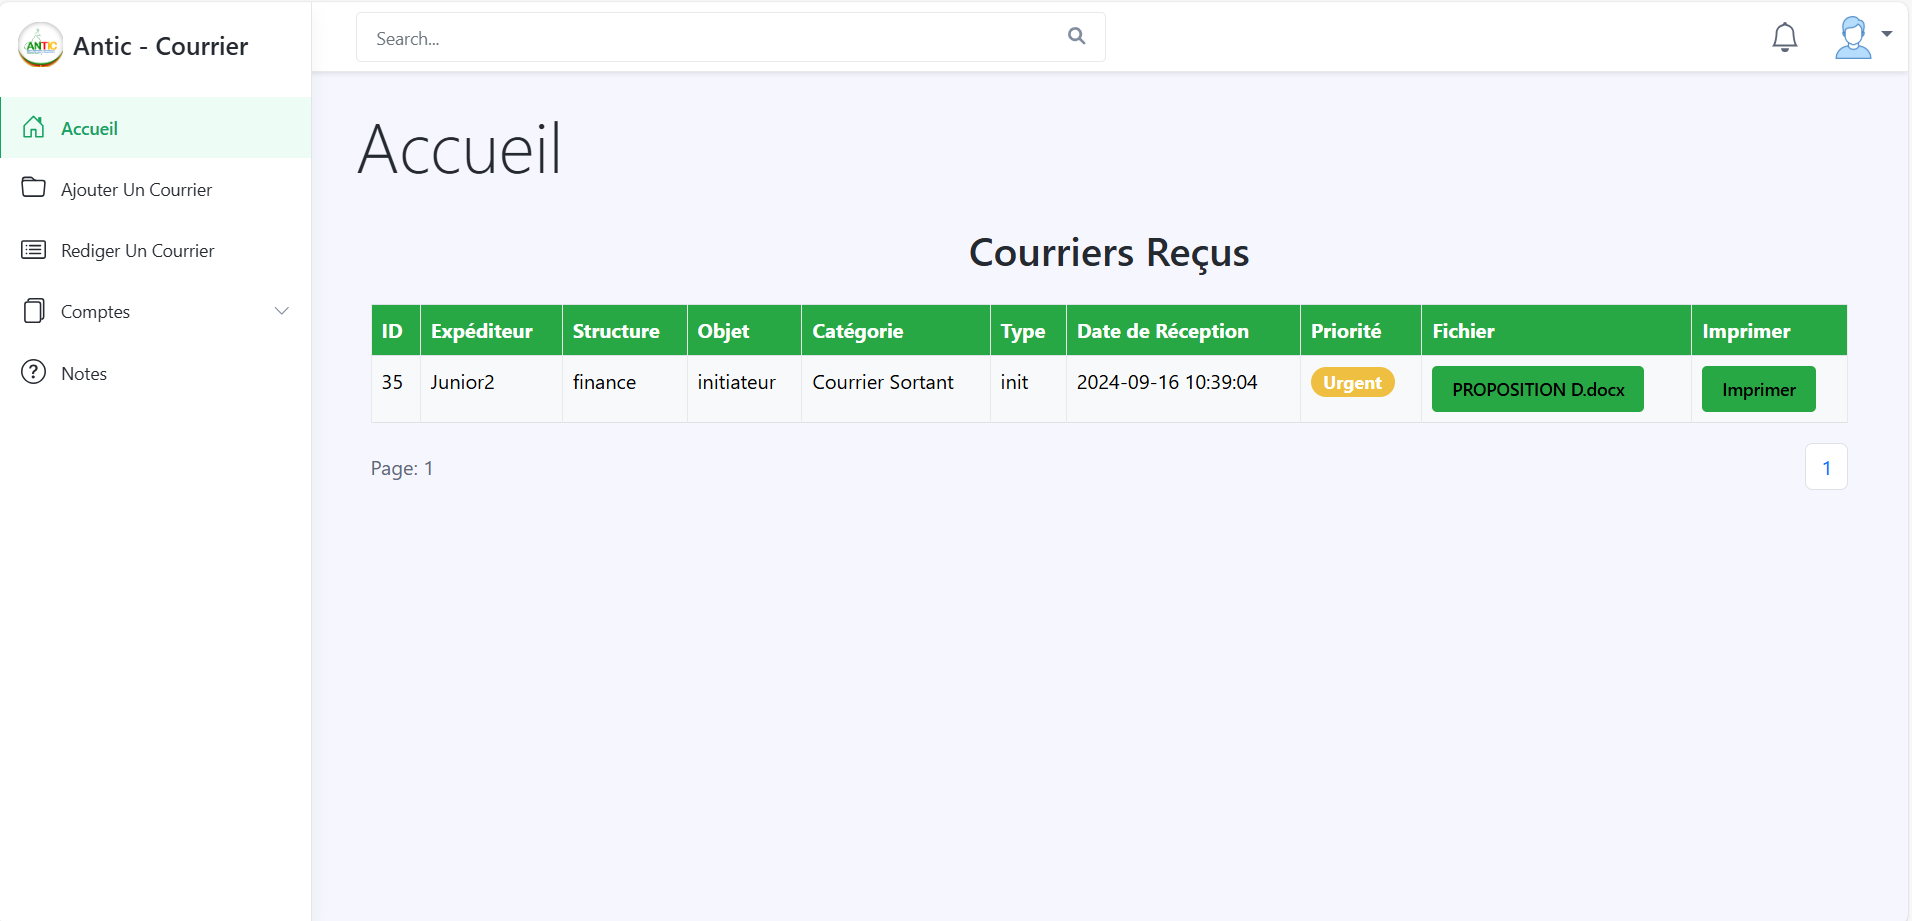 ANTIC
Antic - Courrier
Search...
Accueil
Ajouter Un Courrier
Rediger Un Courrier
Comptes
Notes
Accueil
Courriers Reçus
ID Expéditeur Structure Objet Catégorie Type Date de Réception Priorité Fichier Imprimer
35 Junior2 finance initiateur Courrier Sortant init 2024-09-16 10:39:04 Urgent PROPOSITION D.docx Imprimer
Page: 1
1